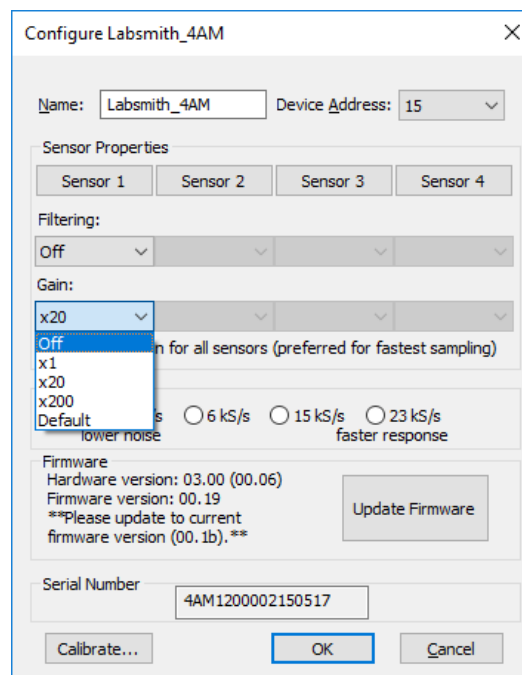 Configure Labsmith_4AM
Name: Labsmith_4AM Device Address: 15
Sensor Properties
Sensor 1 Sensor 2 Sensor 3 Sensor 4
Filtering:
Off
Gain:
x20
Off
n for all sensors (preferred for fastest sampling)
x1
x20
x200
Default
/s 6 kS/s 15 kS/s 23 kS/s
lower noise faster response
Firmware
Hardware version: 03.00 (00.06)
Firmware version: 00.19
**Please update to current
firmware version (00.1b).**
Update Firmware
Serial Number
4AM1200002150517
Calibrate... OK Cancel